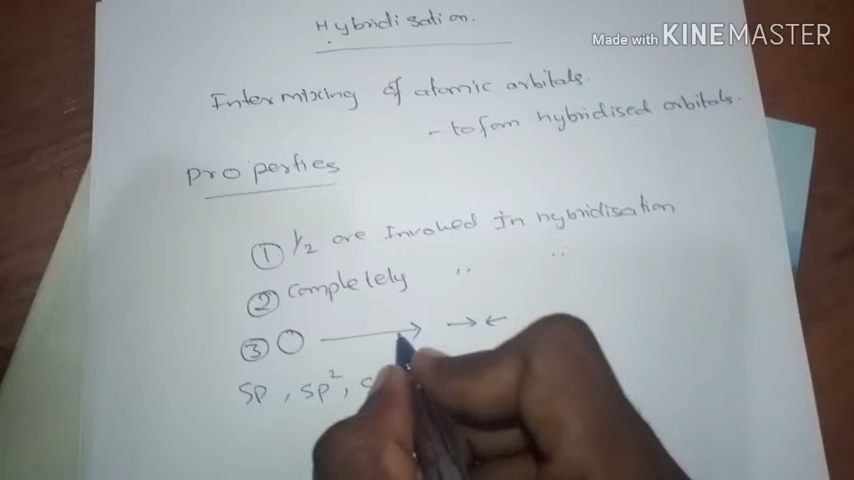 Hybridisation.
Made with KINEMASTER
Intermixing of atomic orbitals.
- to form hybridised orbitals.
Properties
① 1/2 are Involved in hybridisation
② Completely " "
③ ○ → → ←
SP, SP²,